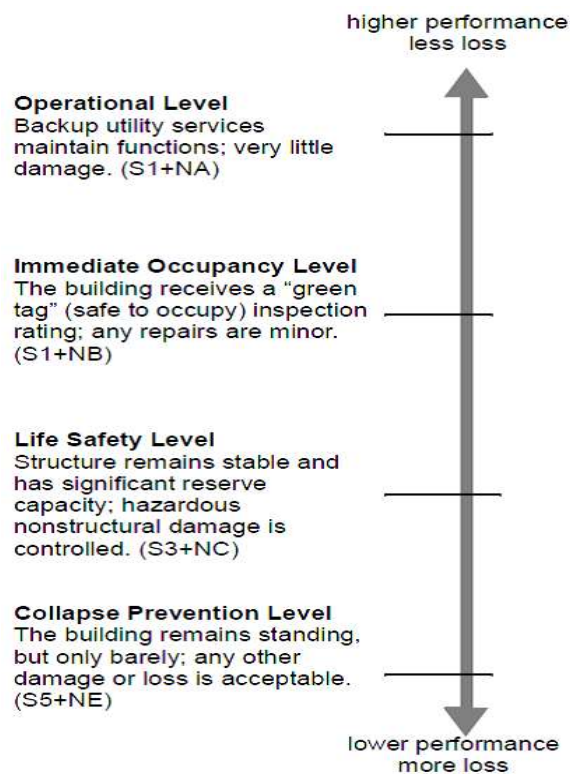 higher performance
less loss
Operational Level
Backup utility services
maintain functions; very little
damage. (S1+NA)
Immediate Occupancy Level
The building receives a “green
tag” (safe to occupy) inspection
rating; any repairs are minor.
(S1+NB)
Life Safety Level
Structure remains stable and
has significant reserve
capacity; hazardous
nonstructural damage is
controlled. (S3+NC)
Collapse Prevention Level
The building remains standing,
but only barely; any other
damage or loss is acceptable.
(S5+NE)
lower performance
more loss